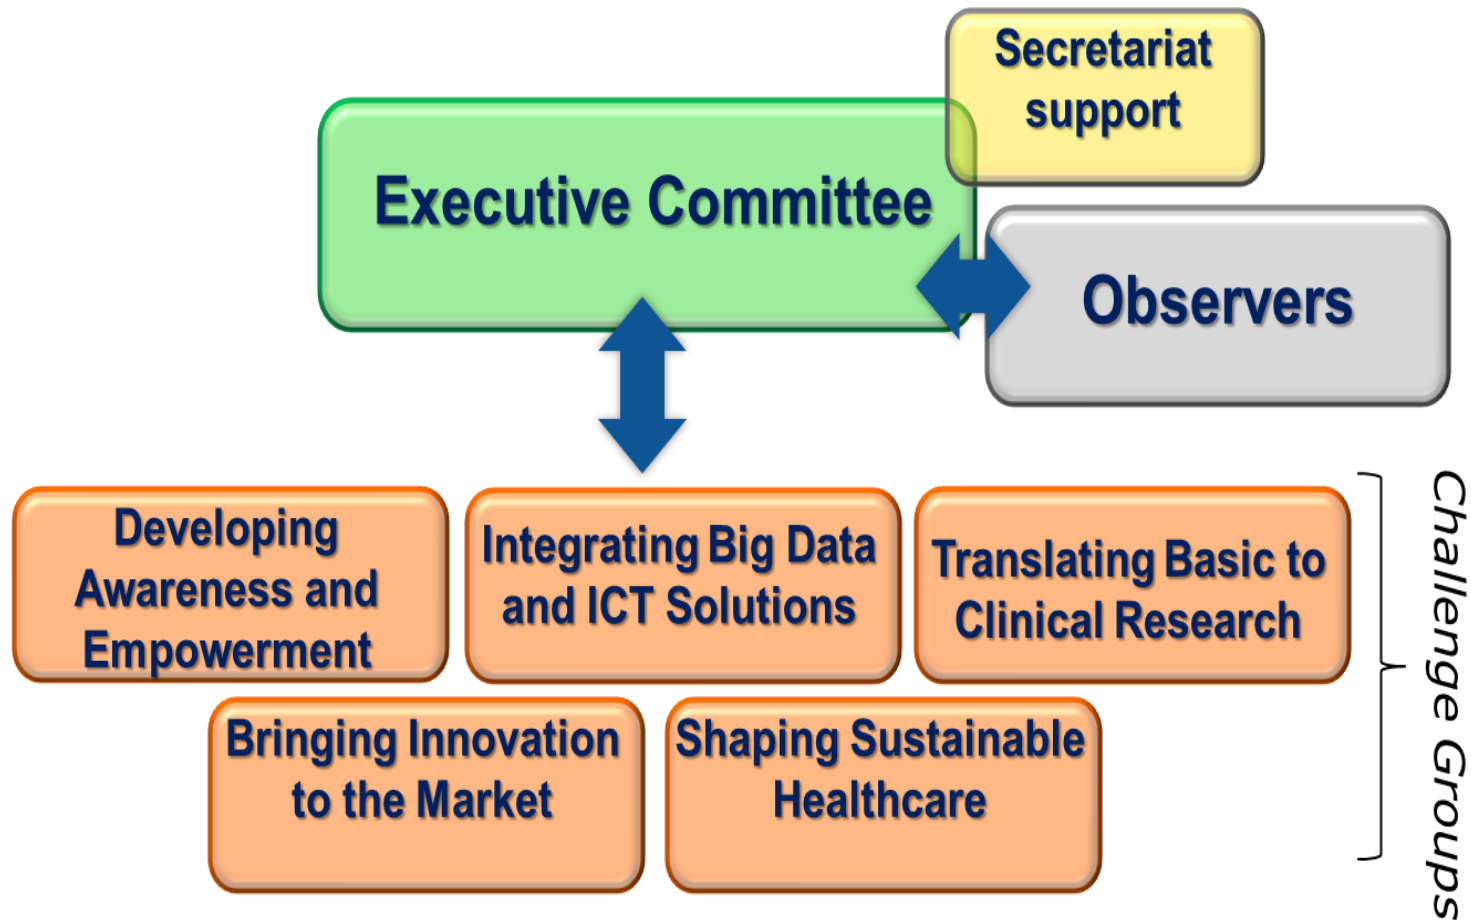 Secretariat
support
Executive Committee
Observers
Developing
Awareness and
Empowerment
Integrating Big Data
and ICT Solutions
Translating Basic to
Clinical Research
Bringing Innovation
to the Market
Shaping Sustainable
Healthcare
Challenge Groups